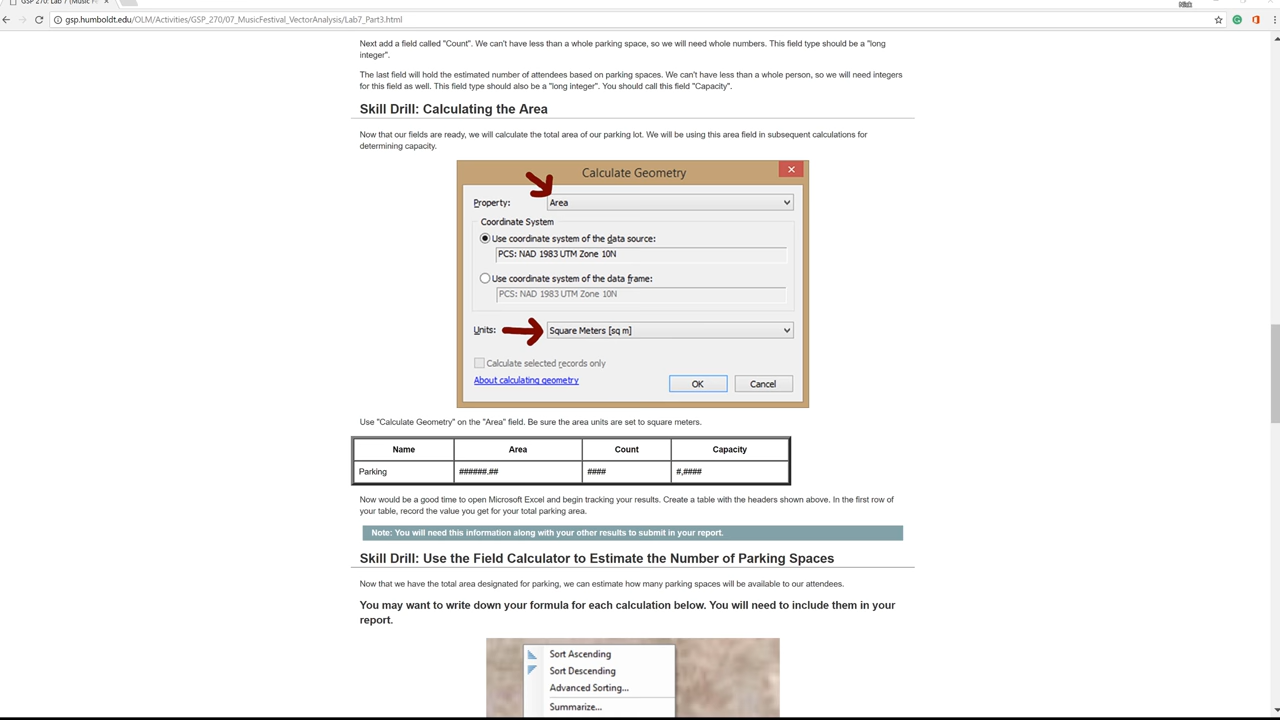 GSP 270: Lab 7 (Music F
Nick
gsp.humboldt.edu/OLM/Activities/GSP_270/07_MusicFestival_VectorAnalysis/Lab7_Part3.html
Next add a field called "Count". We can't have less than a whole parking space, so we will need whole numbers. This field type should be a "long
integer".
The last field will hold the estimated number of attendees based on parking spaces. We can't have less than a whole person, so we will need integers
for this field as well. This field type should also be a "long integer". You should call this field "Capacity".
Skill Drill: Calculating the Area
Now that our fields are ready, we will calculate the total area of our parking lot. We will be using this area field in subsequent calculations for
determining capacity.
Calculate Geometry
Property: Area
Coordinate System
Use coordinate system of the data source:
PCS: NAD 1983 UTM Zone 10N
Use coordinate system of the data frame:
PCS: NAD 1983 UTM Zone 10N
Units: Square Meters [sq m]
Calculate selected records only
About calculating geometry OK Cancel
Use "Calculate Geometry" on the "Area" field. Be sure the area units are set to square meters.
Name Area Count Capacity
Parking ######.## #### #,####
Now would be a good time to open Microsoft Excel and begin tracking your results. Create a table with the headers shown above. In the first row of
your table, record the value you get for your total parking area.
Note: You will need this information along with your other results to submit in your report.
Skill Drill: Use the Field Calculator to Estimate the Number of Parking Spaces
Now that we have the total area designated for parking, we can estimate how many parking spaces will be available to our attendees.
You may want to write down your formula for each calculation below. You will need to include them in your
report.
Sort Ascending
Sort Descending
Advanced Sorting...
Summarize...